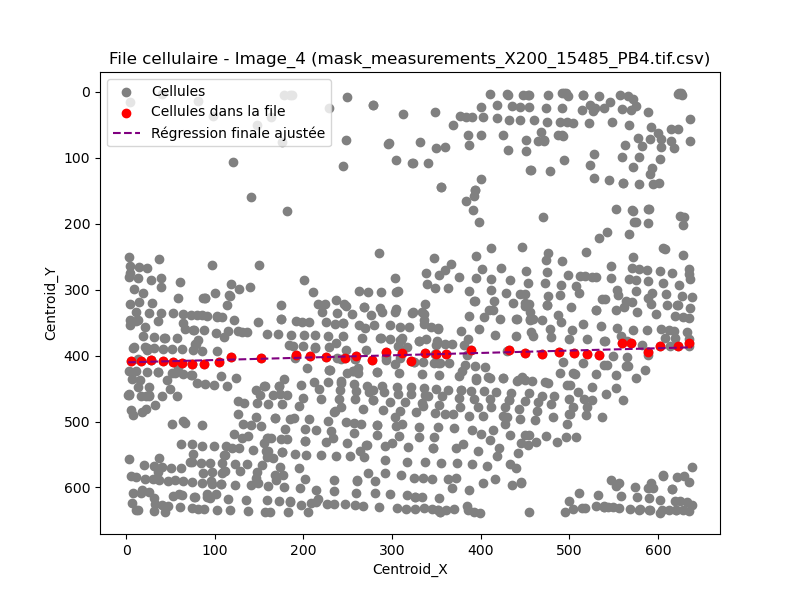 File cellulaire - Image_4 (mask_measurements_X200_15485_PB4.tif.csv)
Cellules
Cellules dans la file
Régression finale ajustée
0
100
200
300
400
500
600
Centroid_Y
0 100 200 300 400 500 600
Centroid_X